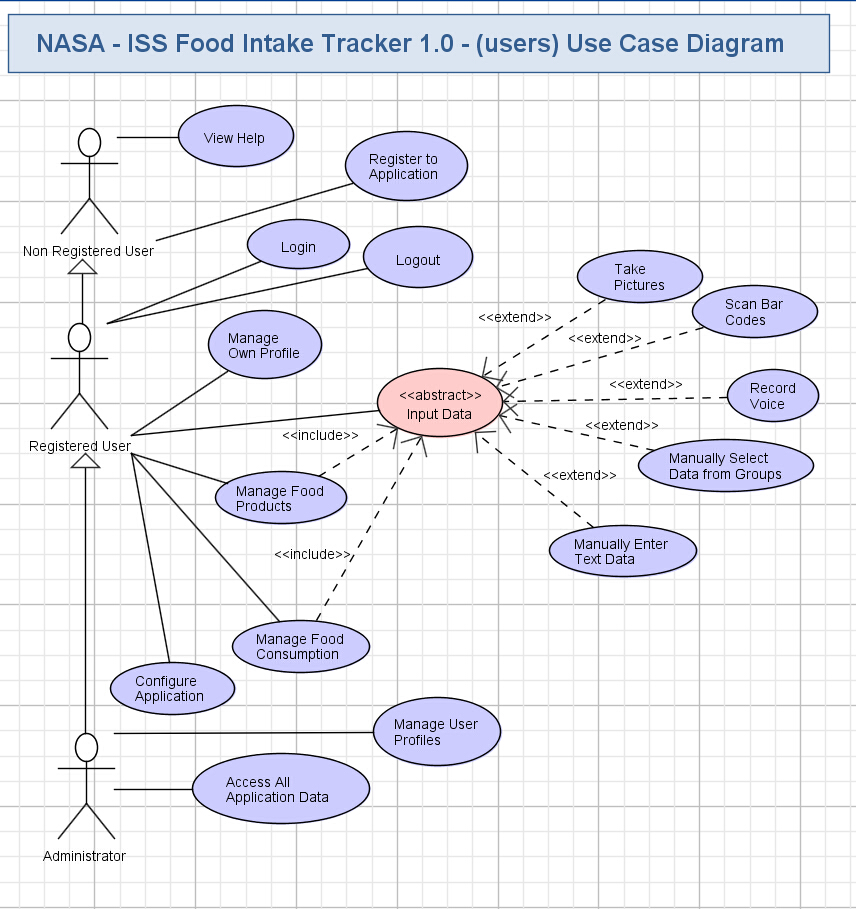 NASA - ISS Food Intake Tracker 1.0 - (users) Use Case Diagram
View Help
Register to
Application
Non Registered User
Login
Logout
Take
Pictures
Scan Bar
Codes
<<extend>>
<<extend>>
Manage
Own Profile
<<abstract>>
Input Data
<<extend>>
Record
Voice
Registered User
<<include>>
<<extend>>
Manually Select
Data from Groups
<<extend>>
Manage Food
Products
Manually Enter
Text Data
<<include>>
Manage Food
Consumption
Configure
Application
Manage User
Profiles
Access All
Application Data
Administrator